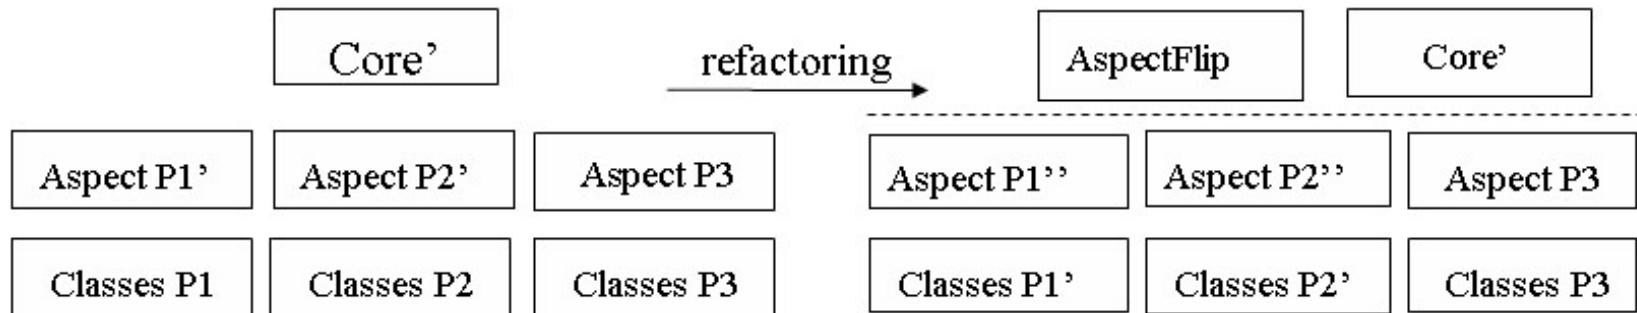 Core’
refactoring
AspectFlip
Core’
Aspect P1’
Aspect P2’
Aspect P3
Aspect P1’’
Aspect P2’’
Aspect P3
Classes P1
Classes P2
Classes P3
Classes P1’
Classes P2’
Classes P3